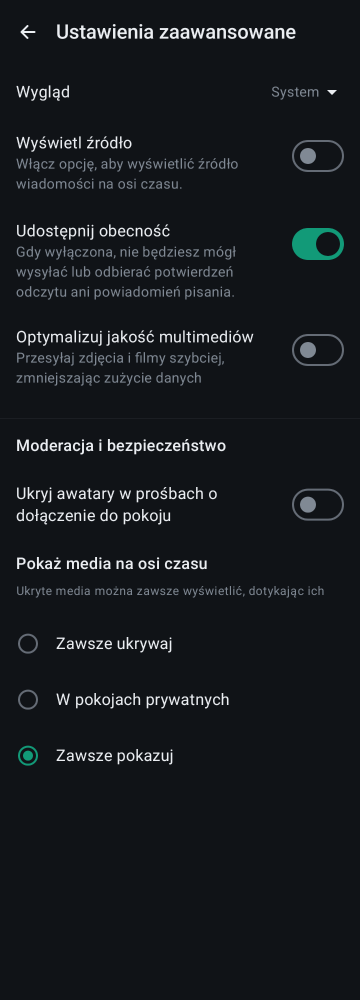 Ustawienia zaawansowane
Wygląd
System
Wyświetl źródło
Włącz opcję, aby wyświetlić źródło
wiadomości na osi czasu.
Udostępnij obecność
Gdy wyłączona, nie będziesz mógł
wysyłać lub odbierać potwierdzeń
odczytu ani powiadomień pisania.
Optymalizuj jakość multimediów
Przesyłaj zdjęcia i filmy szybciej,
zmniejszając zużycie danych
Moderacja i bezpieczeństwo
Ukryj awatary w prośbach o
dołączenie do pokoju
Pokaż media na osi czasu
Ukryte media można zawsze wyświetlić, dotykając ich
Zawsze ukrywaj
W pokojach prywatnych
Zawsze pokazuj